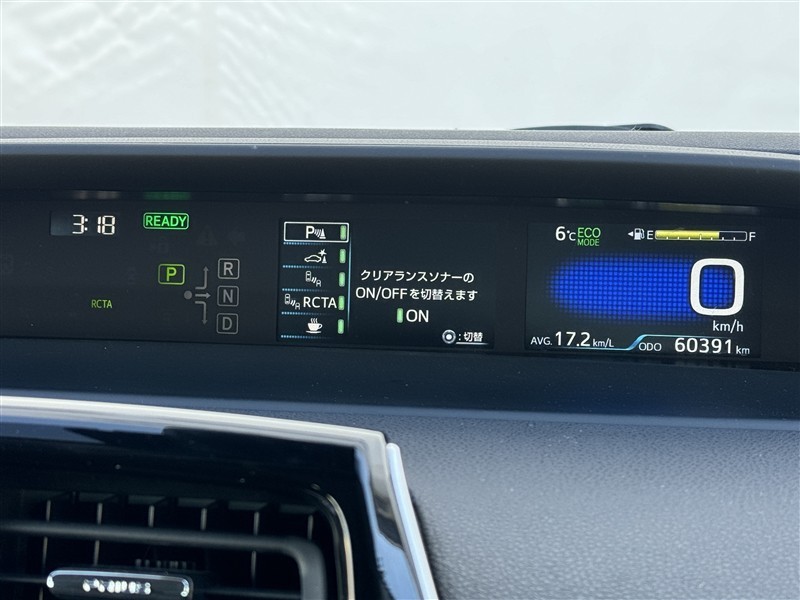 3:18
READY
P
R
N
D
RCTA
P
RCTA
クリアランスソナーの
ON/OFFを切替えます
ON
:切替
6℃
ECO
MODE
E
F
0
km/h
AVG. 17.2 km/L
ODO 60391 km